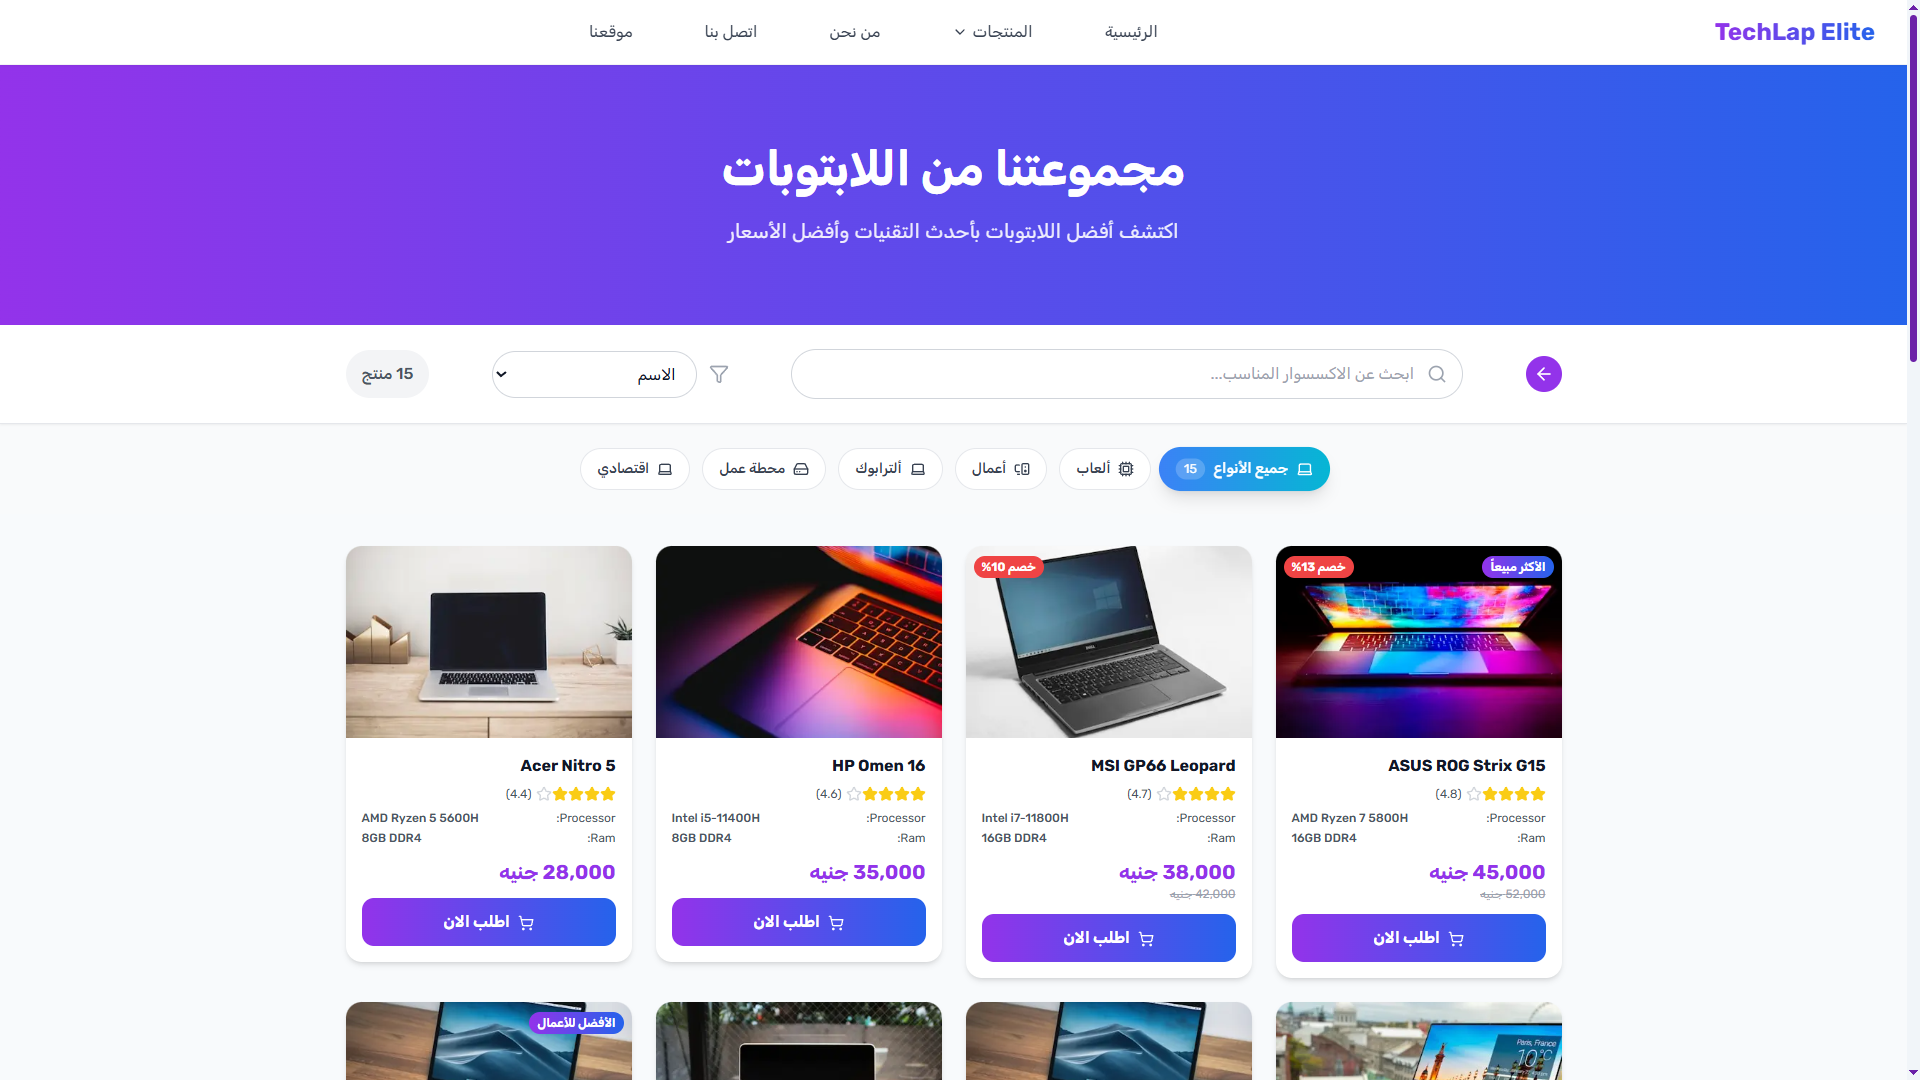 TechLap Elite
الرئيسية
المنتجات
من نحن
اتصل بنا
موقعنا
مجموعتنا من اللابتوبات
اكتشف أفضل اللابتوبات بأحدث التقنيات وأفضل الأسعار
ابحث عن الاكسسوار المناسب...
الاسم
15 منتج
جميع الأنواع 15
ألعاب
أعمال
ألترابوك
محطة عمل
اقتصادي
الأكثر مبيعاً
خصم 13%
ASUS ROG Strix G15
(4.8)
Processor: AMD Ryzen 7 5800H
Ram: 16GB DDR4
45,000 جنيه
52,000 جنيه
اطلب الان
خصم 10%
MSI GP66 Leopard
(4.7)
Processor: Intel i7-11800H
Ram: 16GB DDR4
38,000 جنيه
42,000 جنيه
اطلب الان
HP Omen 16
(4.6)
Processor: Intel i5-11400H
Ram: 8GB DDR4
35,000 جنيه
اطلب الان
Acer Nitro 5
(4.4)
Processor: AMD Ryzen 5 5600H
Ram: 8GB DDR4
28,000 جنيه
اطلب الان
Paris, France
10°C
الأفضل للأعمال